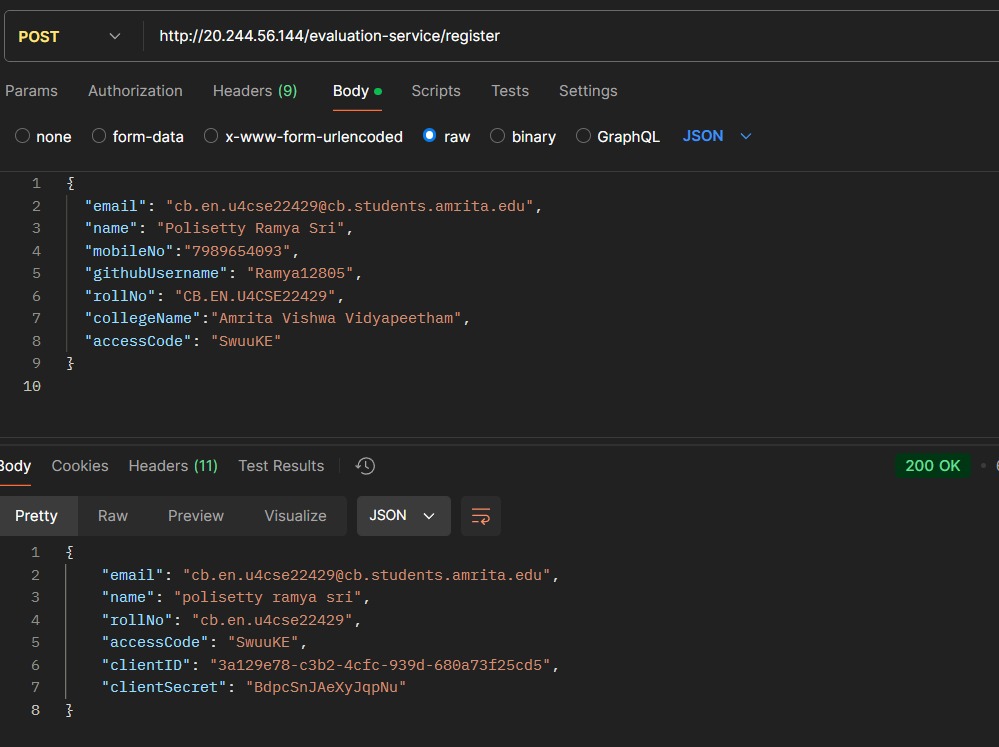 POST http://20.244.56.144/evaluation-service/register
Params Authorization Headers (9) Body Scripts Tests Settings
none form-data x-www-form-urlencoded raw binary GraphQL JSON
1 {
2 "email": "cb.en.u4cse22429@cb.students.amrita.edu",
3 "name": "Polisetty Ramya Sri",
4 "mobileNo":"7989654093",
5 "githubUsername": "Ramya12805",
6 "rollNo": "CB.EN.U4CSE22429",
7 "collegeName":"Amrita Vishwa Vidyapeetham",
8 "accessCode": "SwuuKE"
9 }
10
Body Cookies Headers (11) Test Results 200 OK
Pretty Raw Preview Visualize JSON
1 {
2 "email": "cb.en.u4cse22429@cb.students.amrita.edu",
3 "name": "polisetty ramya sri",
4 "rollNo": "cb.en.u4cse22429",
5 "accessCode": "SwuuKE",
6 "clientID": "3a129e78-c3b2-4cfc-939d-680a73f25cd5",
7 "clientSecret": "BdpcSnJAeXyJqpNu"
8 }